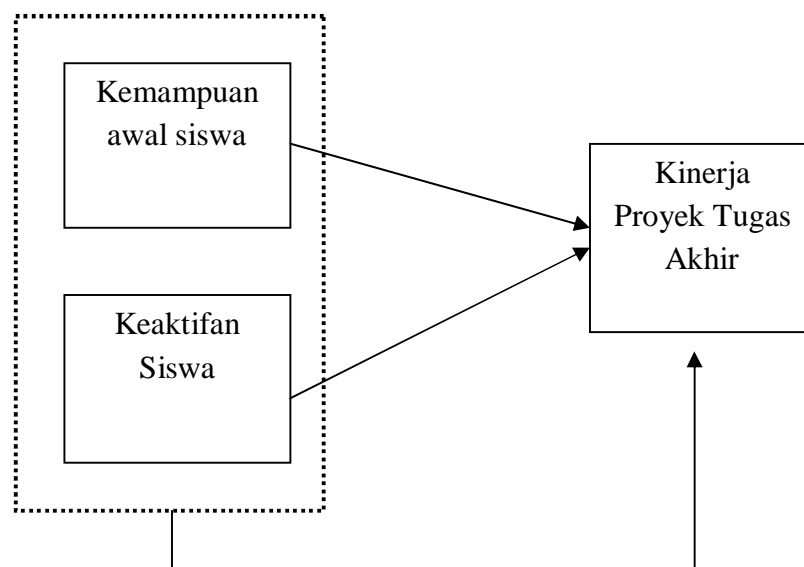 Kemampuan
awal siswa
Keaktifan
Siswa
Kinerja
Proyek Tugas
Akhir